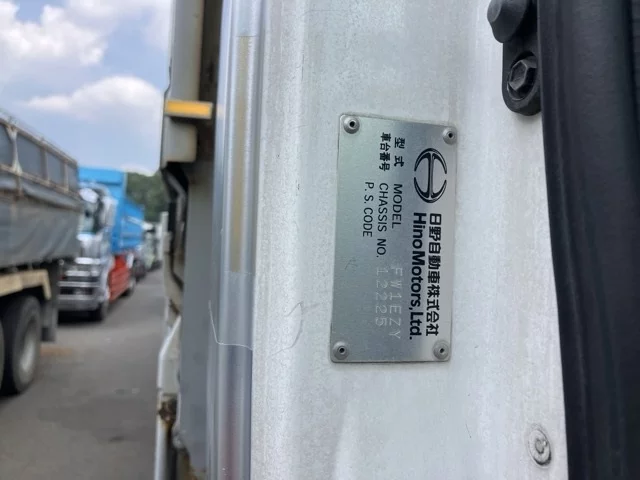 日野自動車株式会社
HinoMotors,Ltd.
型式 MODEL FW1EZY
車台番号 CHASSIS NO. 12225
P.S.CODE